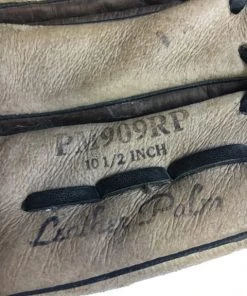 PM909RP
10 1/2 INCH
Leather Palm